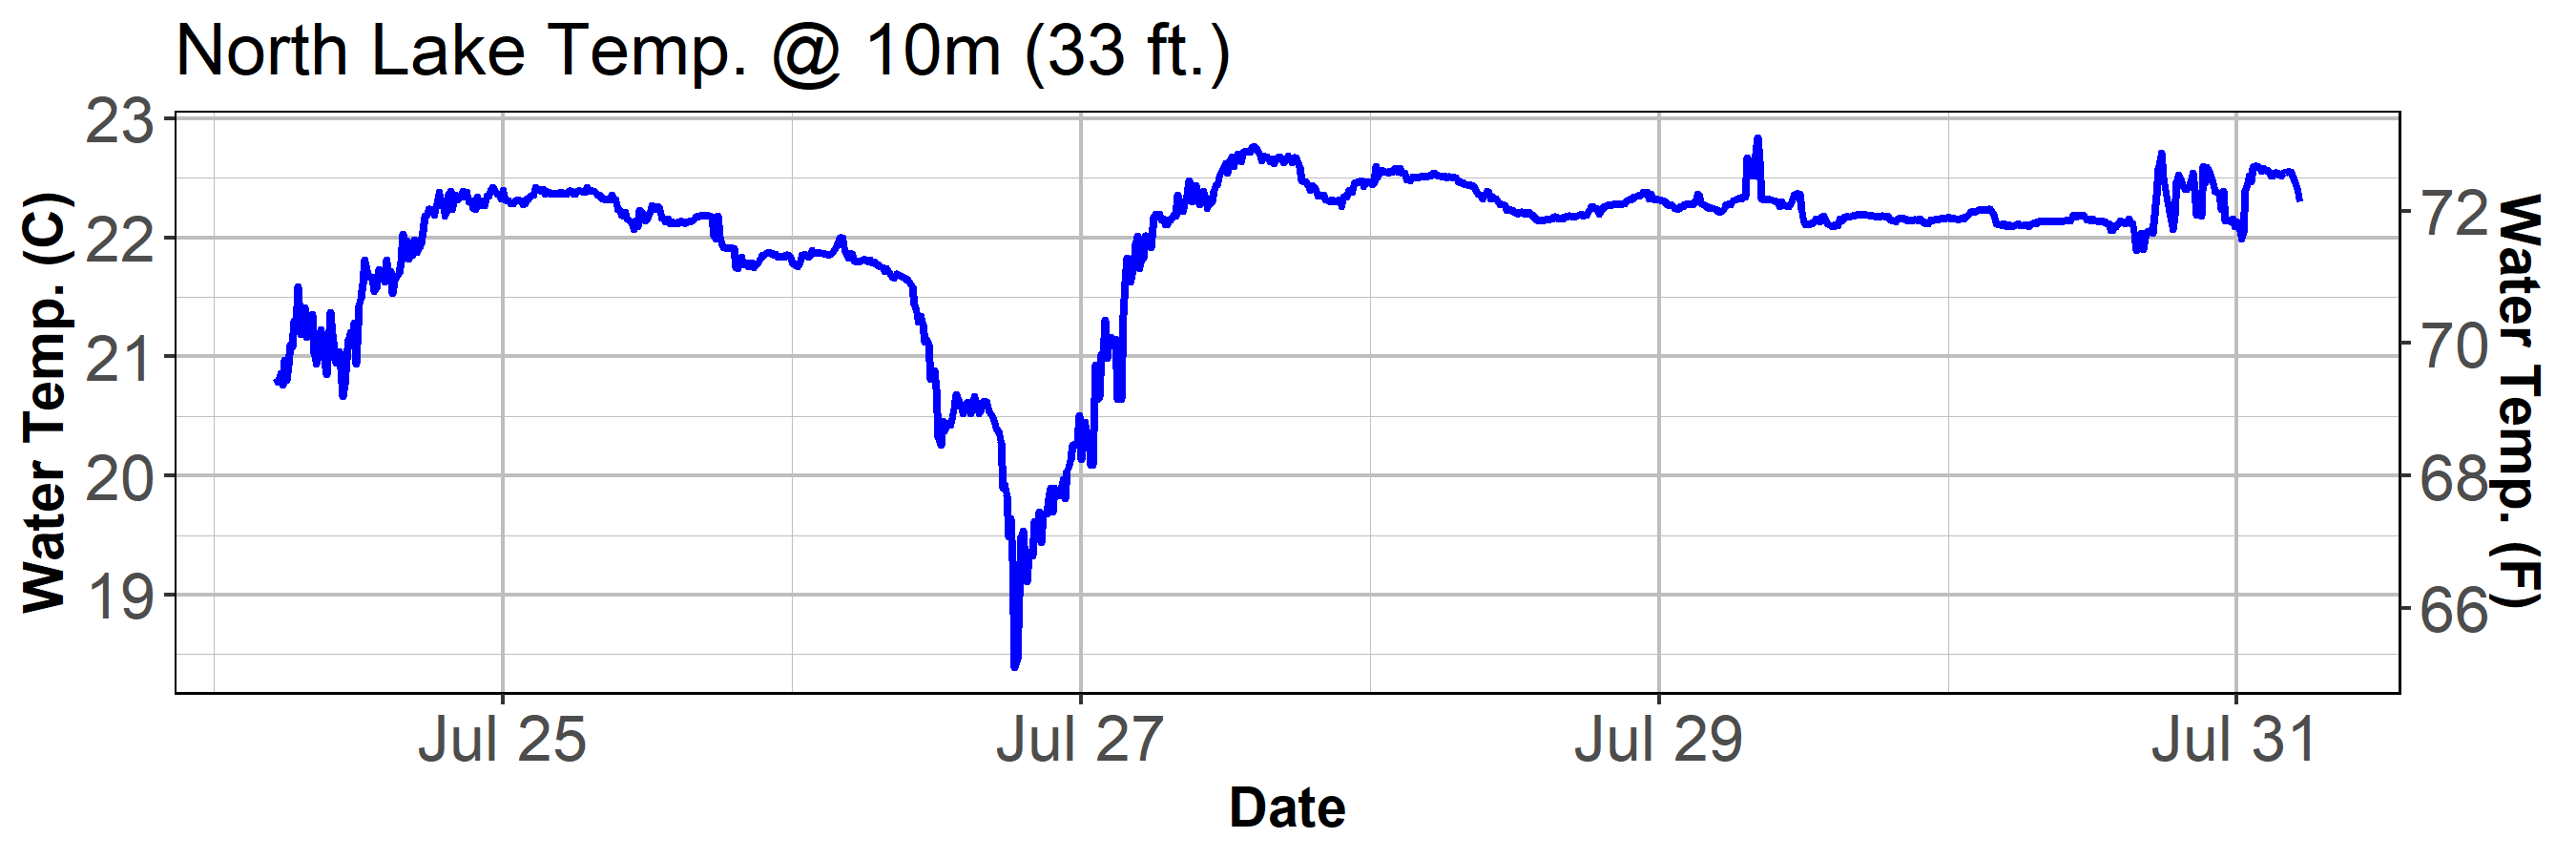 North Lake Temp. @ 10m (33 ft.)
Water Temp. (C)
23
22
21
20
19
72
70
68
66
Water Temp. (F)
Jul 25
Jul 27
Jul 29
Jul 31
Date